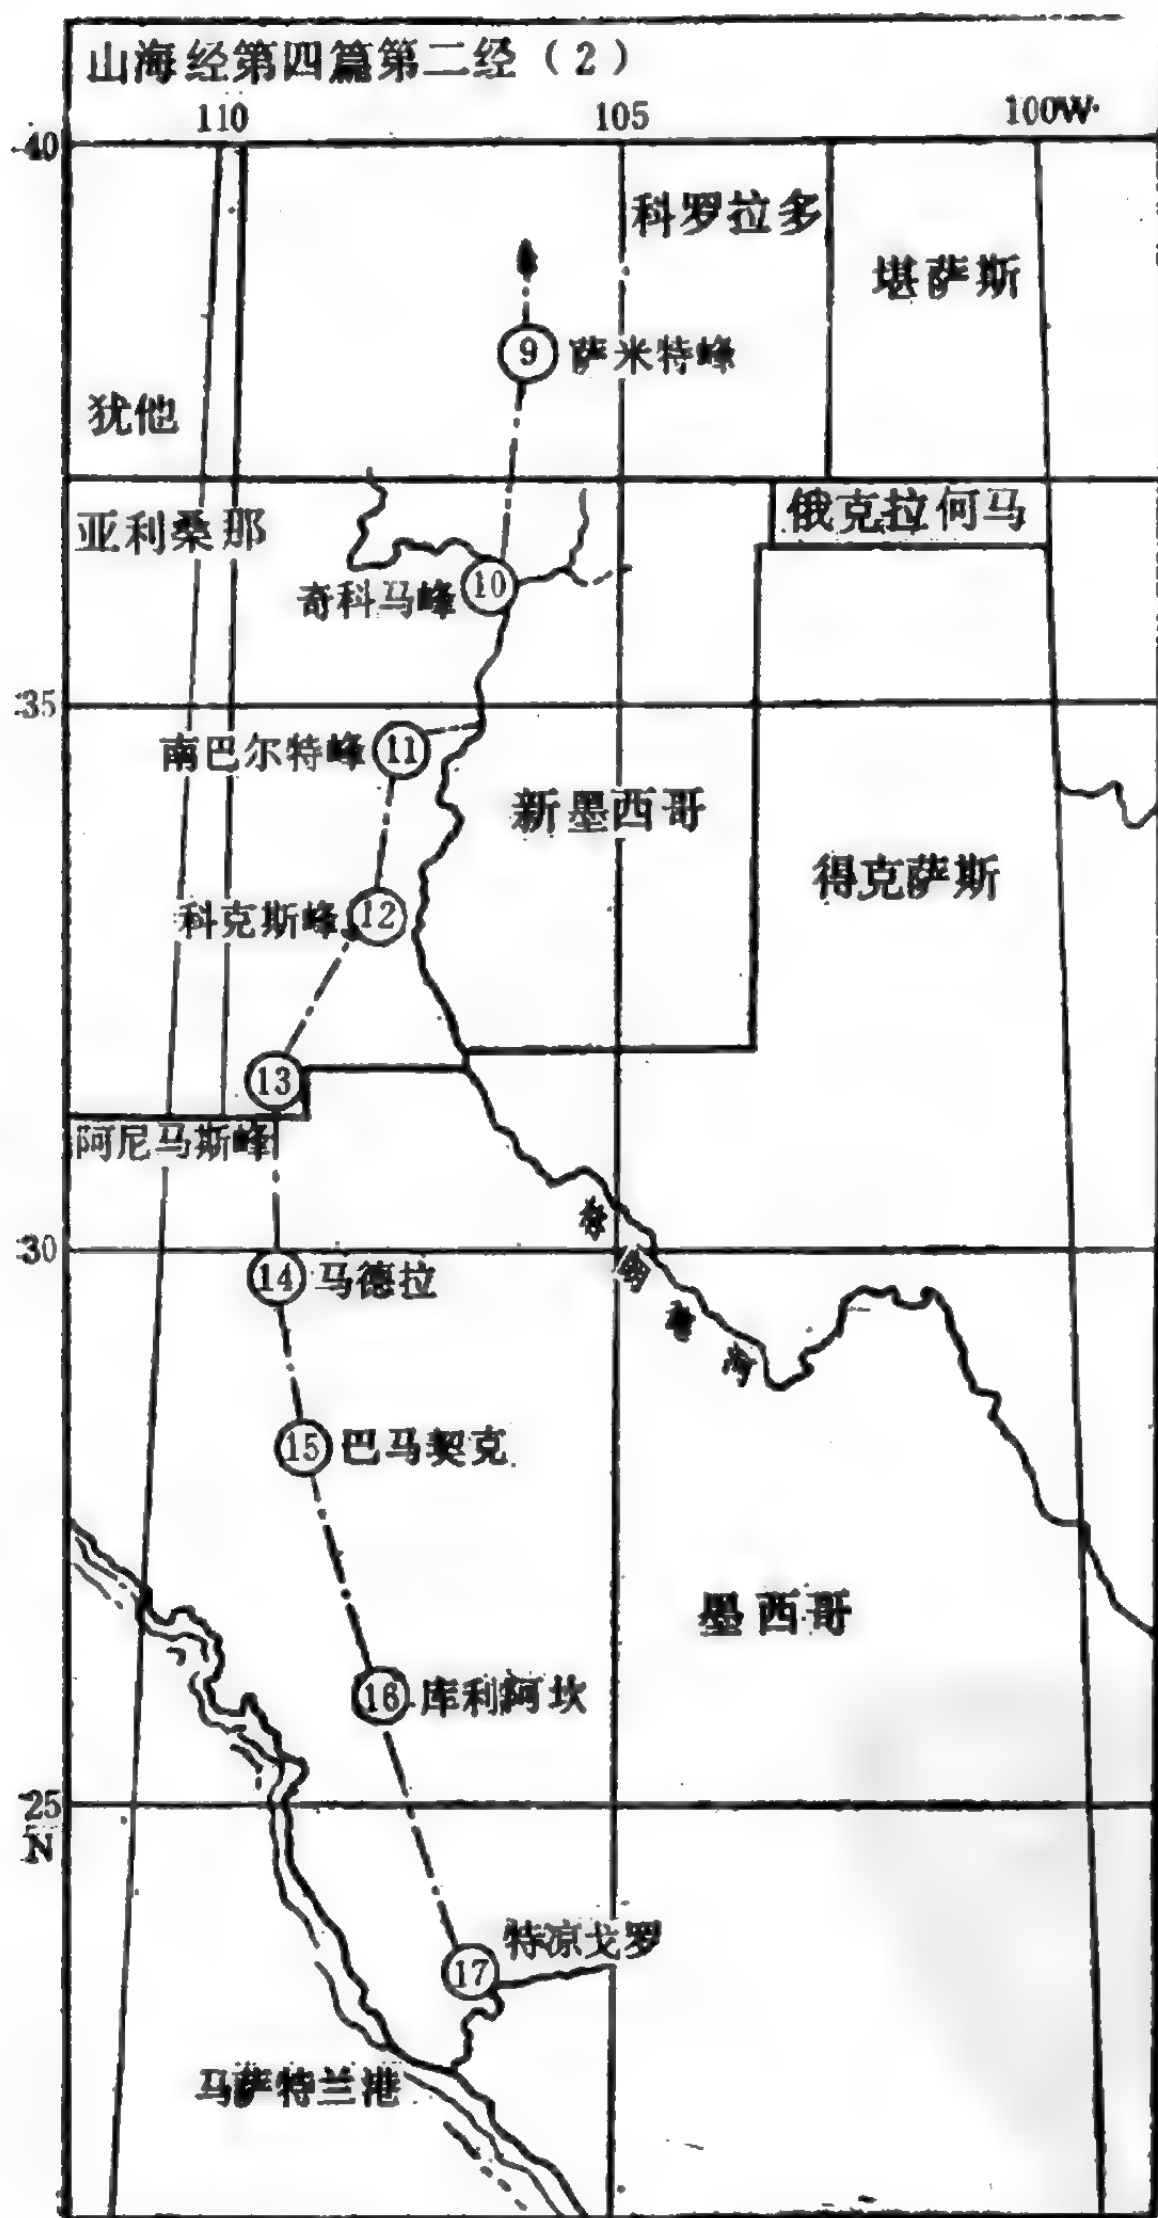 山海经第四篇第二经（2）
110 105 100W
40
科罗拉多
堪萨斯
9 萨米特峰
犹他
亚利桑那
俄克拉何马
奇科马峰 10
35
南巴尔特峰 11
新墨西哥
得克萨斯
科克斯峰 12
13
阿尼马斯峰
30
14 马德拉
15 巴马契克
墨西哥
16 库利阿坎
25
N
特凉戈罗
17
马萨特兰港